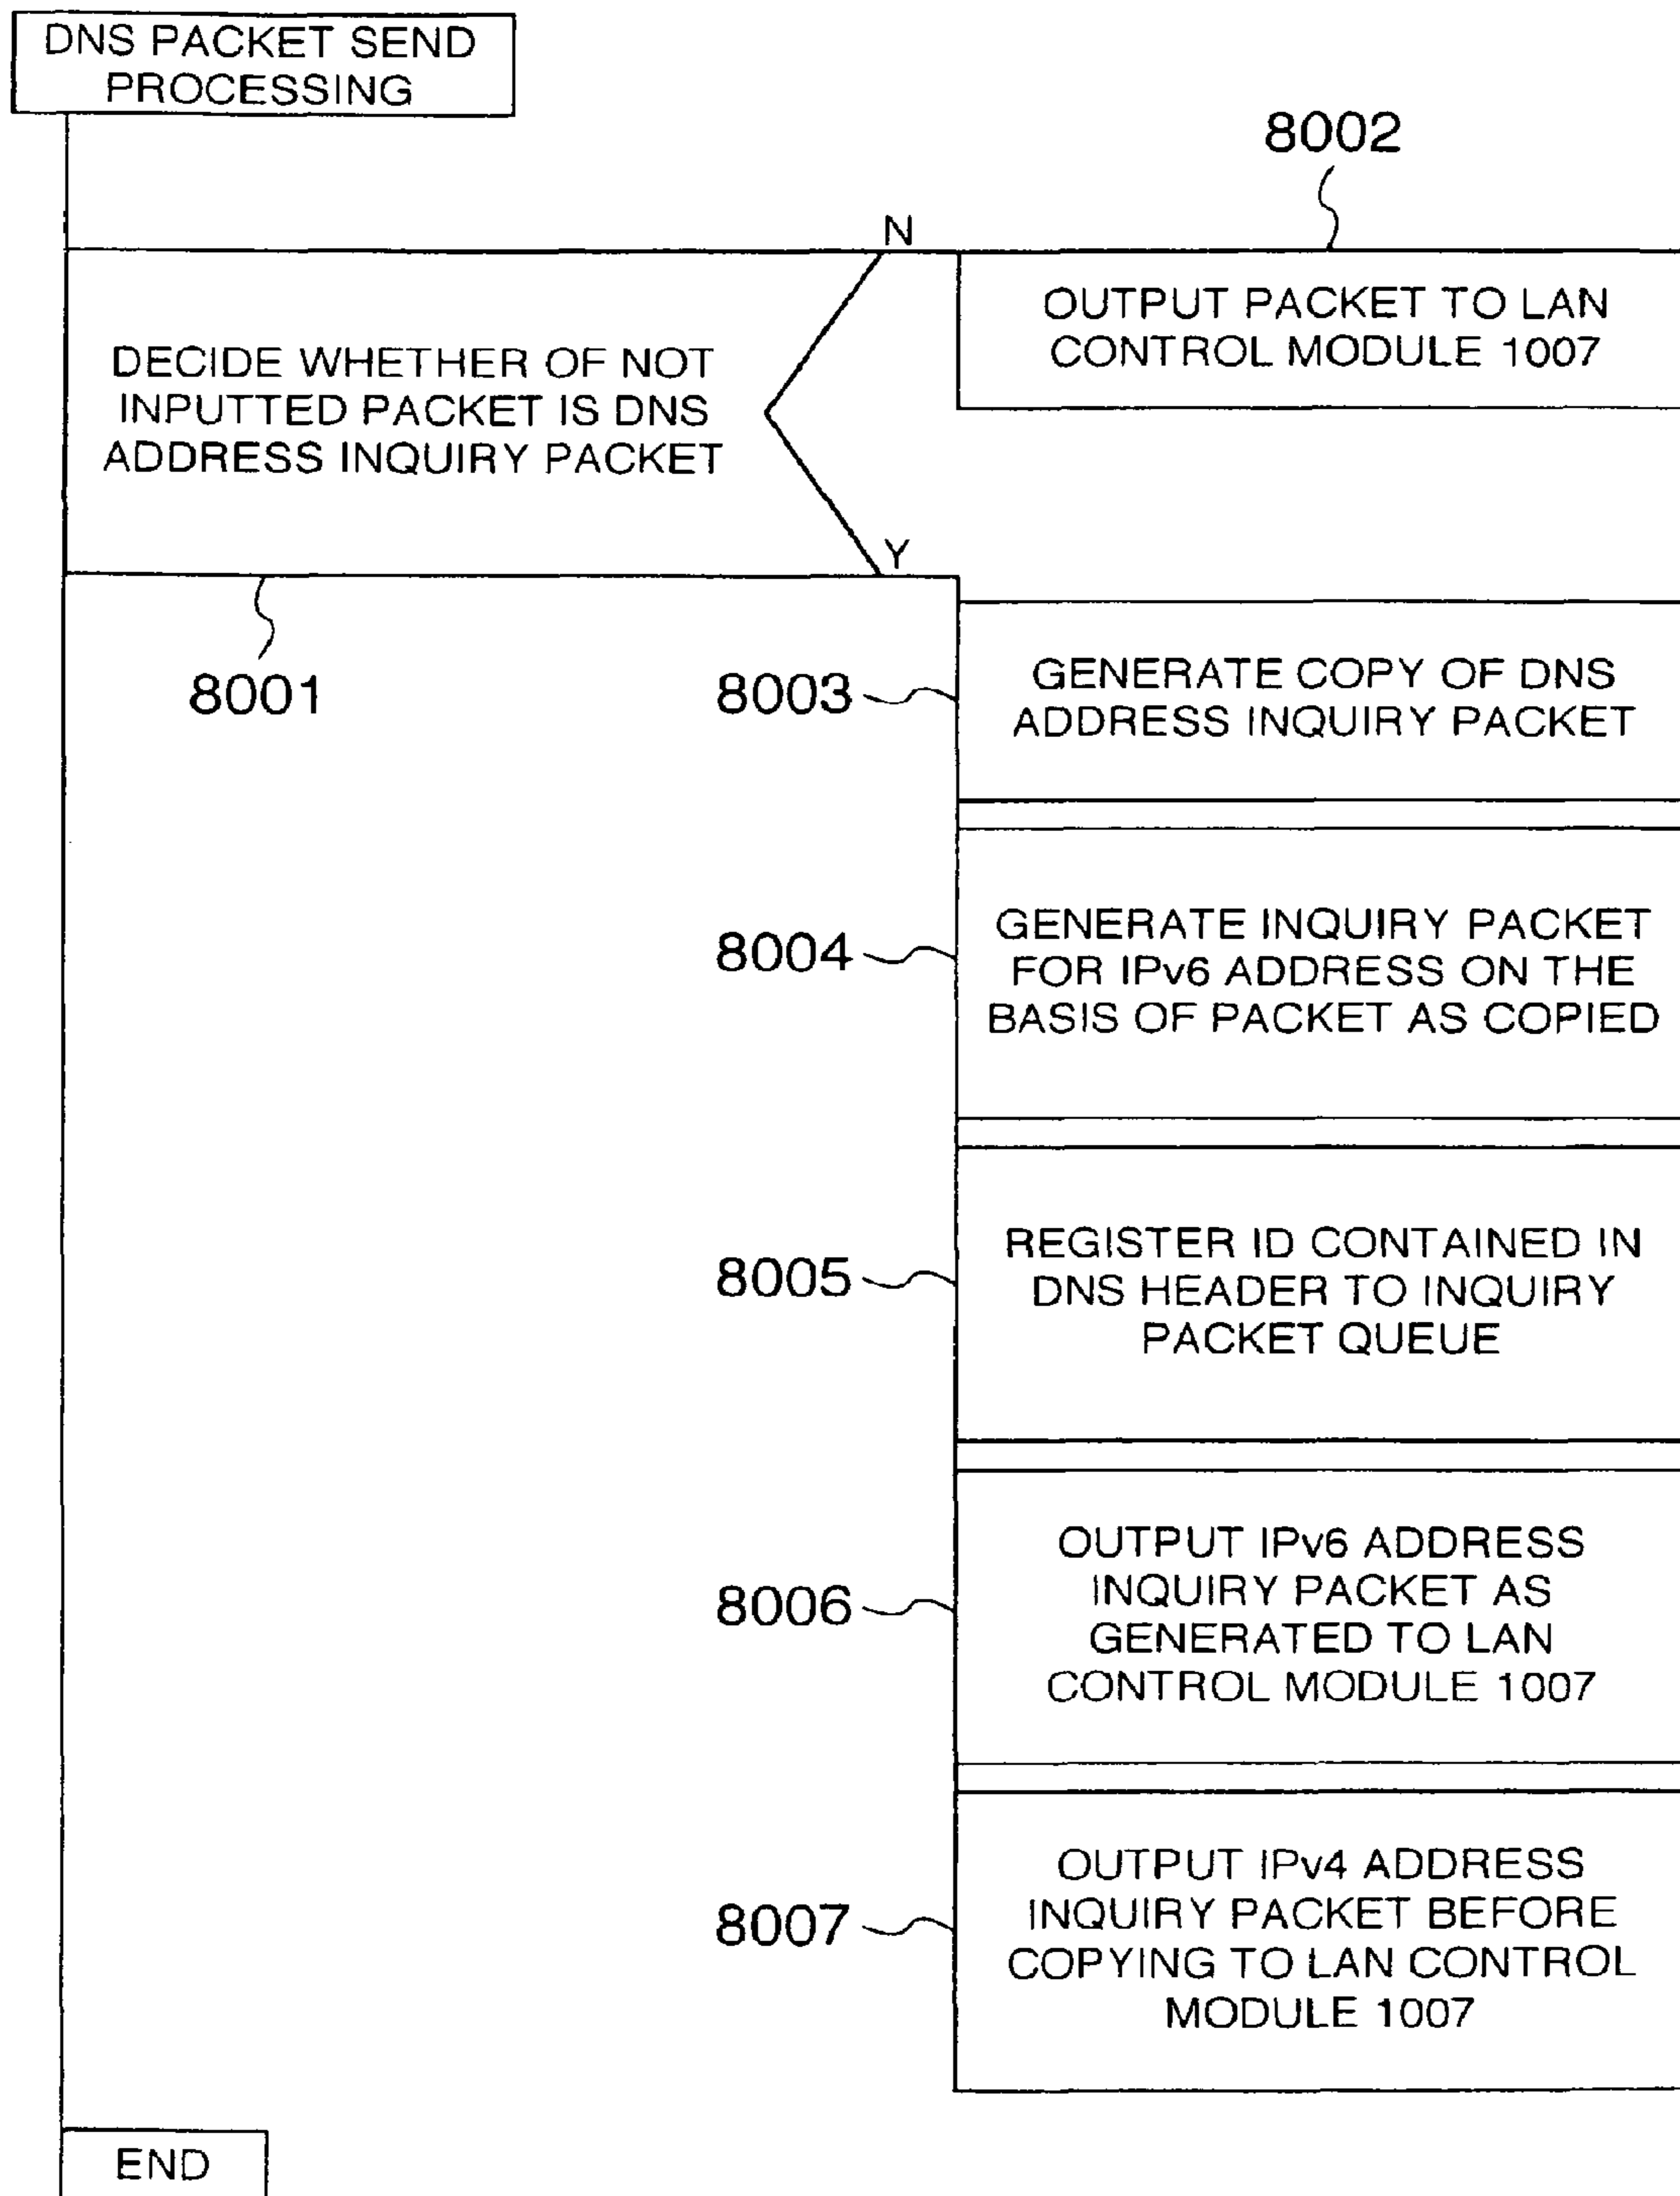 DNS PACKET SEND
PROCESSING
8002
N
OUTPUT PACKET TO LAN
CONTROL MODULE 1007
DECIDE WHETHER OF NOT
INPUTTED PACKET IS DNS
ADDRESS INQUIRY PACKET
Y
8001
8003
GENERATE COPY OF DNS
ADDRESS INQUIRY PACKET
8004
GENERATE INQUIRY PACKET
FOR IPv6 ADDRESS ON THE
BASIS OF PACKET AS COPIED
8005
REGISTER ID CONTAINED IN
DNS HEADER TO INQUIRY
PACKET QUEUE
8006
OUTPUT IPv6 ADDRESS
INQUIRY PACKET AS
GENERATED TO LAN
CONTROL MODULE 1007
8007
OUTPUT IPv4 ADDRESS
INQUIRY PACKET BEFORE
COPYING TO LAN CONTROL
MODULE 1007
END